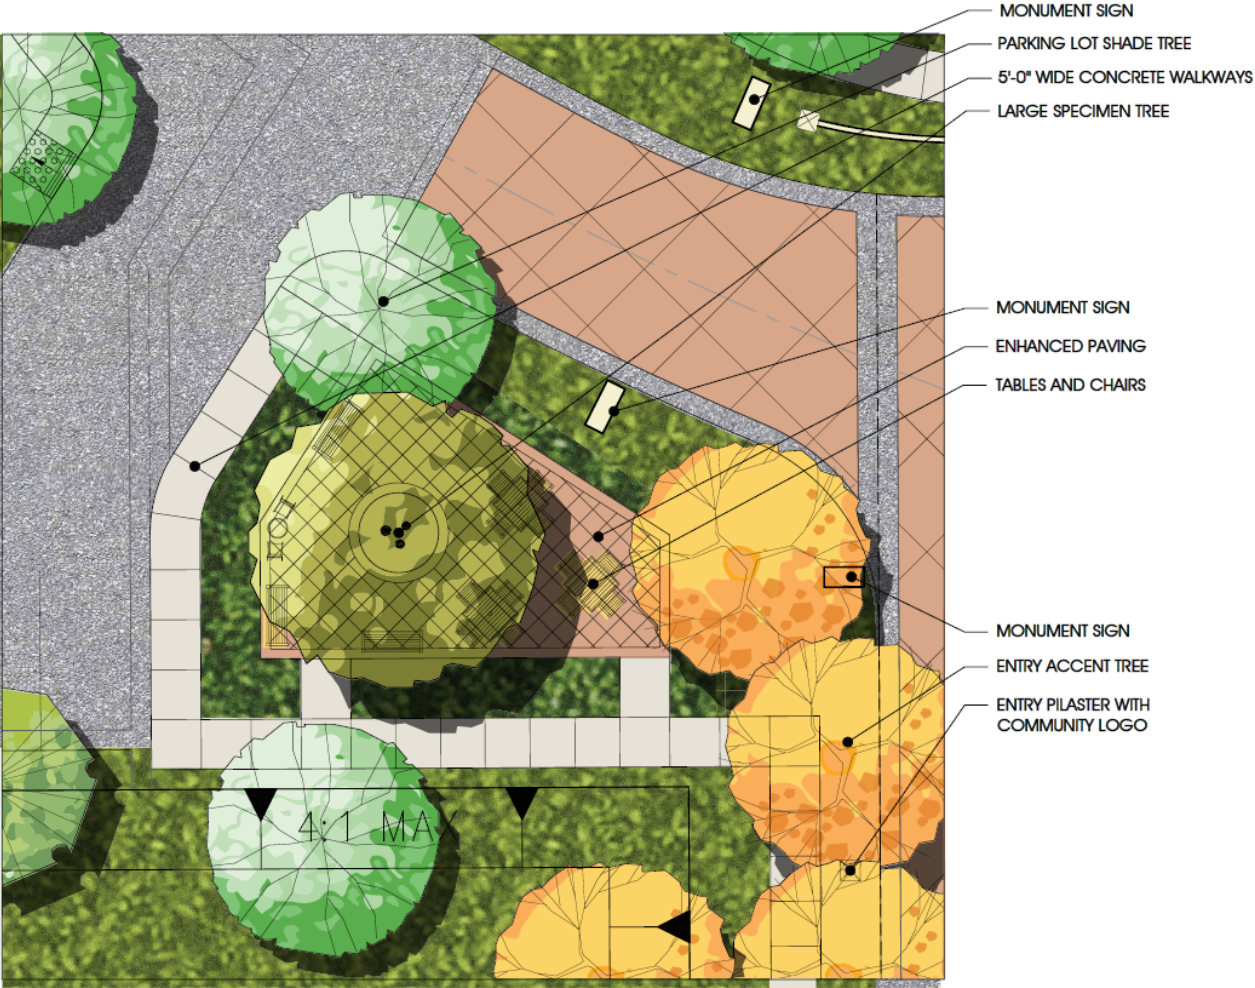 MONUMENT SIGN
PARKING LOT SHADE TREE
5'-0" WIDE CONCRETE WALKWAYS
LARGE SPECIMEN TREE
MONUMENT SIGN
ENHANCED PAVING
TABLES AND CHAIRS
MONUMENT SIGN
ENTRY ACCENT TREE
ENTRY PILASTER WITH
COMMUNITY LOGO
4:1 MAX